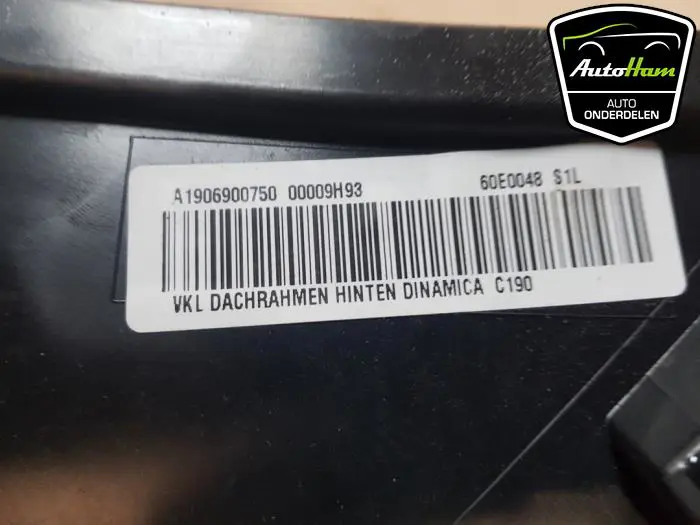 AutoHam
AUTO
ONDERDELEN
A1906900750 00009H93 60E0048 S1L
VKL DACHRAHMEN HINTEN DINAMICA C190